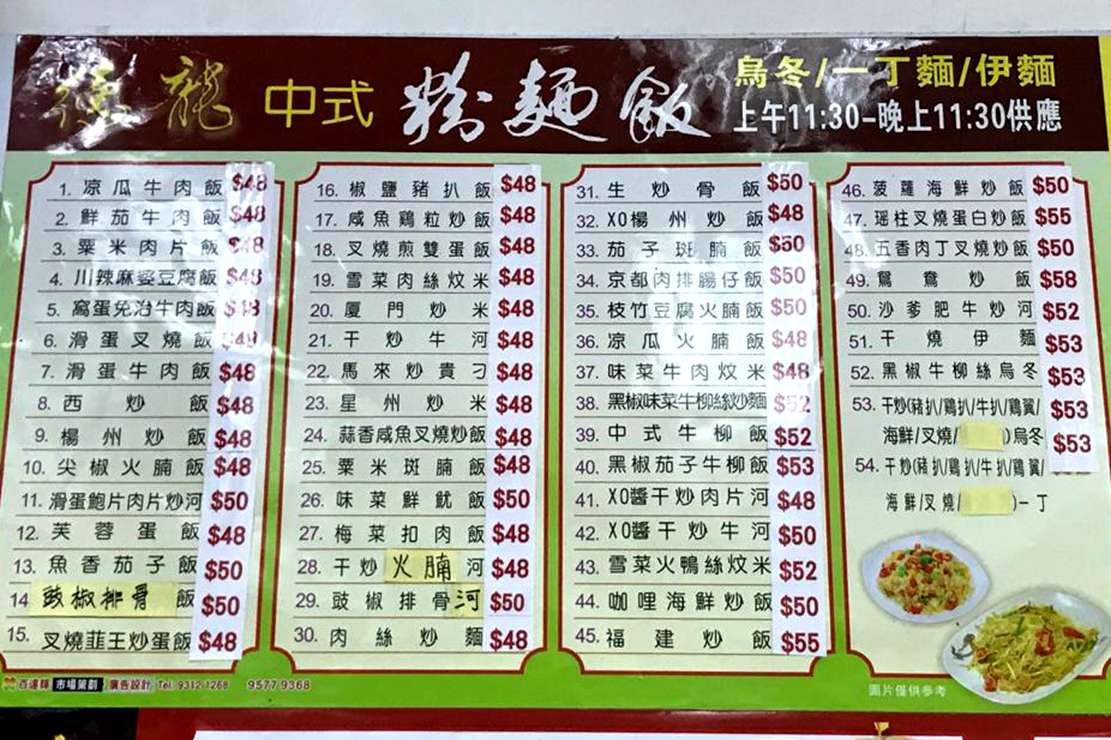 德龍 中式 粉麵飯
烏冬/一丁麵/伊麵
上午11:30-晚上11:30供應
1. 凉瓜牛肉飯 $48
2. 鮮茄牛肉飯 $48
3. 粟米肉片飯 $48
4. 川辣麻婆豆腐飯 $48
5. 窩蛋免治牛肉飯 $48
6. 滑蛋叉燒飯 $48
7. 滑蛋牛肉飯 $48
8. 西炒飯 $48
9. 楊州炒飯 $48
10. 尖椒火腩飯 $48
11. 滑蛋鮑片肉片炒河 $50
12. 芙蓉蛋飯 $48
13. 魚香茄子飯 $50
14 豉椒排骨飯 $50
15. 叉燒韮王炒蛋飯 $48
16. 椒鹽豬扒飯 $48
17. 咸魚鷄粒炒飯 $48
18. 叉燒煎雙蛋飯 $48
19. 雪菜肉絲炆米 $48
20. 厦門炒米 $48
21. 干炒牛河 $48
22. 馬來炒貴刁 $48
23. 星州炒米 $48
24. 蒜香咸魚叉燒炒飯 $48
25. 粟米斑腩飯 $48
26. 味菜鮮魷飯 $50
27. 梅菜扣肉飯 $48
28. 干炒火腩河 $48
29. 豉椒排骨河 $50
30. 肉絲炒麵 $48
31. 生炒骨飯 $50
32. XO楊州炒飯 $48
33. 茄子斑腩飯 $50
34. 京都肉排腸仔飯 $50
35. 枝竹豆腐火腩飯 $50
36. 凉瓜火腩飯 $48
37. 味菜牛肉炆米 $48
38. 黑椒味菜牛柳絲炒麵 $52
39. 中式牛柳飯 $52
40. 黑椒茄子牛柳飯 $53
41. XO醬干炒肉片河 $48
42. XO醬干炒牛河 $50
43. 雪菜火鴨絲炆米 $52
44. 咖哩海鮮炒飯 $50
45. 福建炒飯 $55
46. 菠蘿海鮮炒飯 $50
47. 瑶柱叉燒蛋白炒飯 $55
48. 五香肉丁叉燒炒飯 $50
49. 鴛鴦炒飯 $58
50. 沙爹肥牛炒河 $52
51. 干燒伊麵 $53
52. 黑椒牛柳絲烏冬 $53
53. 干炒(豬扒/鷄扒/牛扒/鷄翼/ $53
海鮮/叉燒/ )烏冬 $53
54. 干炒(豬扒/鷄扒/牛扒/鷄翼/
海鮮/叉燒/ )一丁
圖片僅供參考
百達輝 市場策劃 / 廣告設計 Tel: 9312 1268 9577 9368